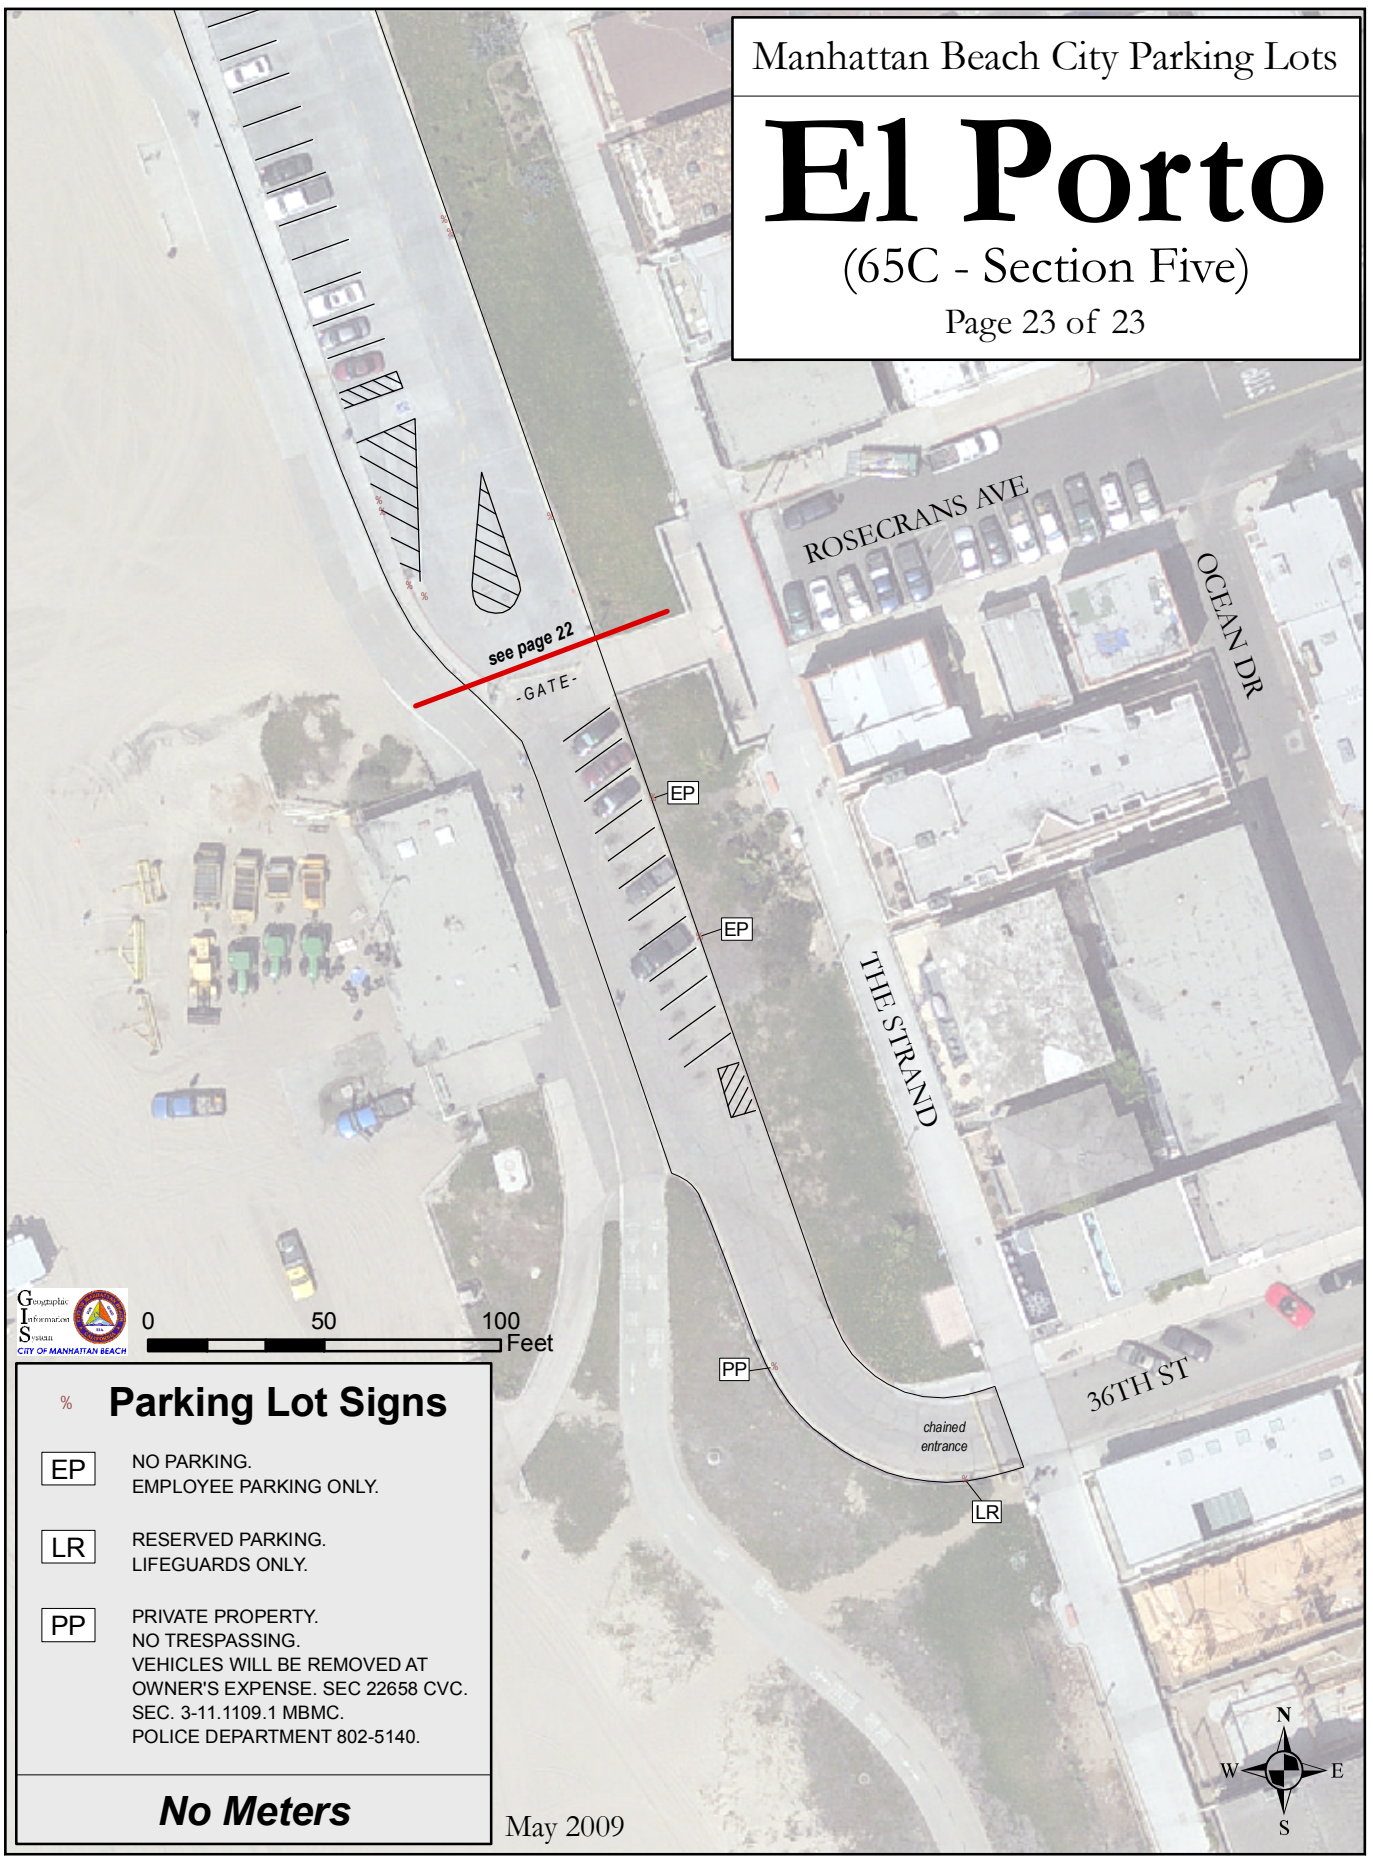 Manhattan Beach City Parking Lots
El Porto
(65C - Section Five)
Page 23 of 23
STOP
ROSECRANS AVE
OCEAN DR
see page 22
-GATE-
EP
EP
THE STRAND
36TH ST
PP
chained
entrance
LR
Geographic
Information
System
CITY OF MANHATTAN BEACH
0 50 100
Feet
% Parking Lot Signs
EP NO PARKING.
EMPLOYEE PARKING ONLY.
LR RESERVED PARKING.
LIFEGUARDS ONLY.
PP PRIVATE PROPERTY.
NO TRESPASSING.
VEHICLES WILL BE REMOVED AT
OWNER'S EXPENSE. SEC 22658 CVC.
SEC. 3-11.1109.1 MBMC.
POLICE DEPARTMENT 802-5140.
No Meters
May 2009
N
W E
S